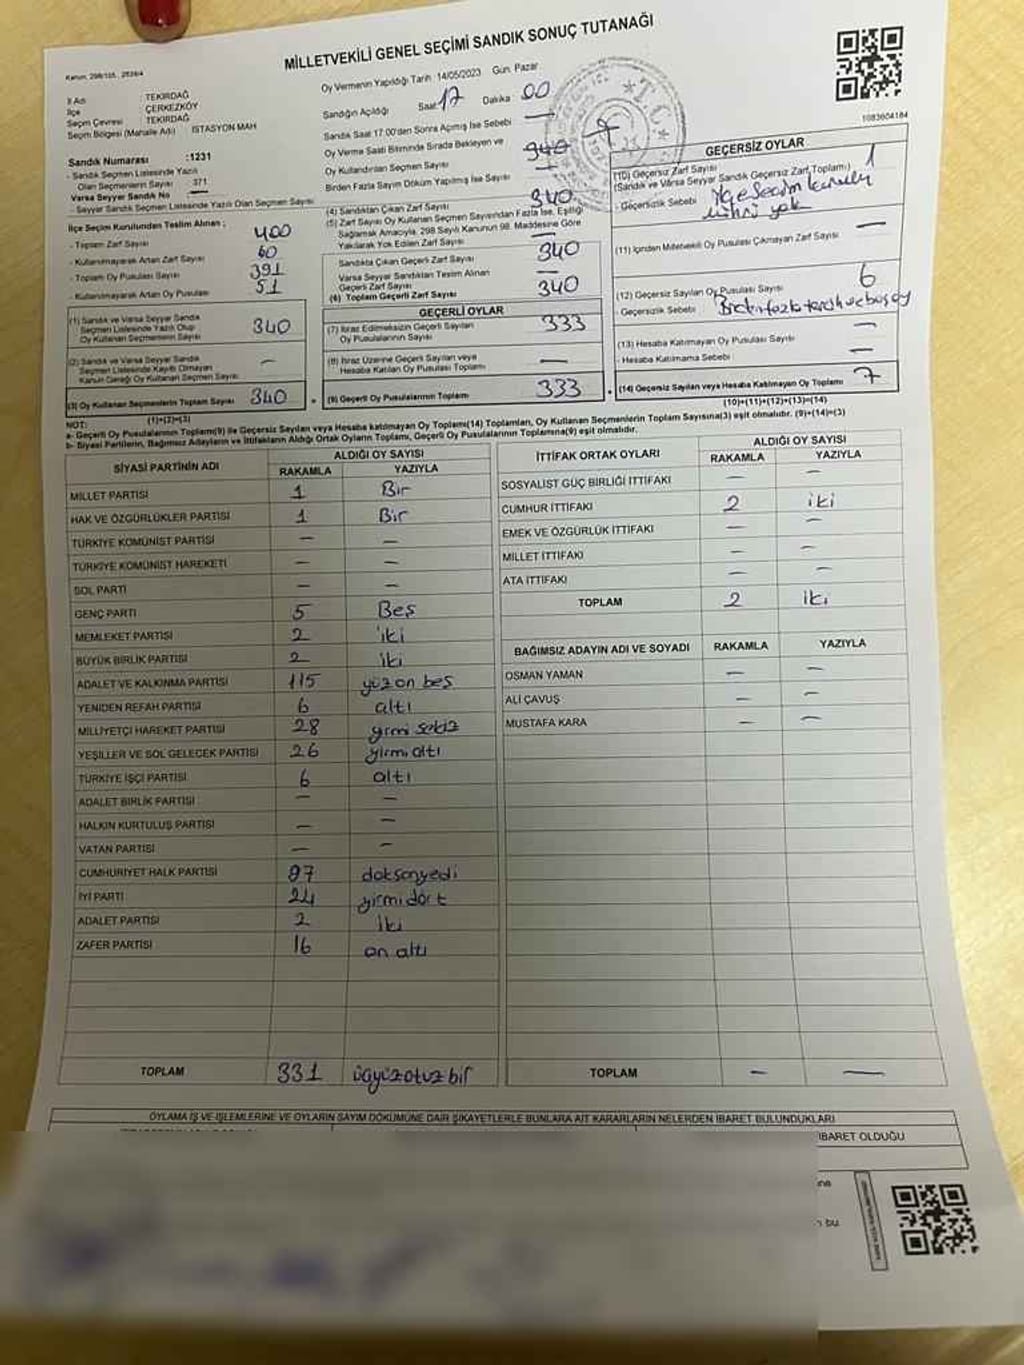 MİLLETVEKİLİ GENEL SEÇİMİ SANDIK SONUÇ TUTANAĞI
Kanun, 298/105, 2839/4
İl Adı : TEKİRDAĞ
İlçe : ÇERKEZKÖY
Seçim Çevresi : TEKİRDAĞ
Seçim Bölgesi (Mahalle Adı) İSTASYON MAH
Sandık Numarası :1231
- Sandık Seçmen Listesinde Yazılı
Olan Seçmenlerin Sayısı 371
Varsa Seyyar Sandık No
- Seyyar Sandık Seçmen Listesinde Yazılı Olan Seçmen Sayısı
İlçe Seçim Kurulundan Teslim Alınan ;
- Toplam Zarf Sayısı 400
- Kullanılmayarak Artan Zarf Sayısı 60
- Toplam Oy Pusulası Sayısı 391
- Kullanılmayarak Artan Oy Pusulası 51
(1) Sandık ve Varsa Seyyar Sandık
Seçmen Listesinde Yazılı Olup
Oy Kullanan Seçmenlerin Sayısı 340
(2) Sandık ve Varsa Seyyar Sandık
Seçmen Listesinde Kayıtlı Olmayan
Kanun Gereği Oy Kullanan Seçmen Sayısı —
(3) Oy Kullanan Seçmenlerin Toplam Sayısı 340
(1)+(2)=(3)
Oy Vermenin Yapıldığı Tarih :14/05/2023 Gün: Pazar
Sandığın Açıldığı Saat 17 Dakika 00
Sandık Saat 17:00'den Sonra Açılmış İse Sebebi —
Oy Verme Saati Bitiminde Sırada Bekleyen ve
Oy Kullandırılan Seçmen Sayısı 340
Birden Fazla Sayım Döküm Yapılmış İse Sayısı —
(4) Sandıktan Çıkan Zarf Sayısı 340
(5) Zarf Sayısı Oy Kullanan Seçmen Sayısından Fazla İse, Eşitliği
Sağlamak Amacıyla, 298 Sayılı Kanunun 98. Maddesine Göre
Yakılarak Yok Edilen Zarf Sayısı —
Sandıkta Çıkan Geçerli Zarf Sayısı 340
Varsa Seyyar Sandıktan Teslim Alınan
Geçerli Zarf Sayısı —
(6) Toplam Geçerli Zarf Sayısı 340
GEÇERLİ OYLAR
(7) İtiraz Edilmeksizin Geçerli Sayılan
Oy Pusulalarının Sayısı 333
(8) İtiraz Üzerine Geçerli Sayılan veya
Hesaba Katılan Oy Pusulası Toplamı —
(9) Geçerli Oy Pusulalarının Toplamı 333
1083604184
GEÇERSİZ OYLAR
(10) Geçersiz Zarf Sayısı 1
(Sandık ve Varsa Seyyar Sandık Geçersiz Zarf Toplamı)
- Geçersizlik Sebebi İlçe Seçim kurulu
mührü yok
(11) İçinden Milletvekili Oy Pusulası Çıkmayan Zarf Sayısı —
(12) Geçersiz Sayılan Oy Pusulası Sayısı 6
- Geçersizlik Sebebi Birden fazla tercih ve boş oy
(13) Hesaba Katılmayan Oy Pusulası Sayısı —
- Hesaba Katılmama Sebebi —
(14) Geçersiz Sayılan veya Hesaba Katılmayan Oy Toplamı 7
(10)+(11)+(12)+(13)=(14)
NOT:
a- Geçerli Oy Pusulalarının Toplam(9) ile Geçersiz Sayılan veya Hesaba katılmayan Oy Toplamı(14) Toplamları, Oy Kullanan Seçmenlerin Toplam Sayısına(3) eşit olmalıdır. (9)+(14)=(3)
b- Siyasi Partilerin, Bağımsız Adayların ve İttifakların Aldığı Ortak Oyların Toplamı, Geçerli Oy Pusulalarının Toplamına(9) eşit olmalıdır.
SİYASİ PARTİNİN ADI ALDIĞI OY SAYISI
RAKAMLA YAZIYLA
MİLLET PARTİSİ 1 Bir
HAK VE ÖZGÜRLÜKLER PARTİSİ 1 Bir
TÜRKİYE KOMÜNİST PARTİSİ — —
TÜRKİYE KOMÜNİST HAREKETİ — —
SOL PARTİ — —
GENÇ PARTİ 5 Beş
MEMLEKET PARTİSİ 2 iki
BÜYÜK BİRLİK PARTİSİ 2 iki
ADALET VE KALKINMA PARTİSİ 115 yüz on beş
YENİDEN REFAH PARTİSİ 6 altı
MİLLİYETÇİ HAREKET PARTİSİ 28 yirmi sekiz
YEŞİLLER VE SOL GELECEK PARTİSİ 26 yirmi altı
TÜRKİYE İŞÇİ PARTİSİ 6 altı
ADALET BİRLİK PARTİSİ — —
HALKIN KURTULUŞ PARTİSİ — —
VATAN PARTİSİ — —
CUMHURİYET HALK PARTİSİ 97 doksanyedi
İYİ PARTİ 24 yirmidört
ADALET PARTİSİ 2 iki
ZAFER PARTİSİ 16 on altı
TOPLAM 331 üçyüzotuz bir
İTTİFAK ORTAK OYLARI ALDIĞI OY SAYISI
RAKAMLA YAZIYLA
SOSYALİST GÜÇ BİRLİĞİ İTTİFAKI — —
CUMHUR İTTİFAKI 2 iki
EMEK VE ÖZGÜRLÜK İTTİFAKI — —
MİLLET İTTİFAKI — —
ATA İTTİFAKI — —
TOPLAM 2 iki
BAĞIMSIZ ADAYIN ADI VE SOYADI RAKAMLA YAZIYLA
OSMAN YAMAN — —
ALİ ÇAVUŞ — —
MUSTAFA KARA — —
TOPLAM — —
OYLAMA İŞ VE İŞLEMLERİNE VE OYLARIN SAYIM DÖKÜMÜNE DAİR ŞİKAYETLERLE BUNLARA AİT KARARLARIN NELERDEN İBARET BULUNDUKLARI
İBARET OLDUĞU
bu